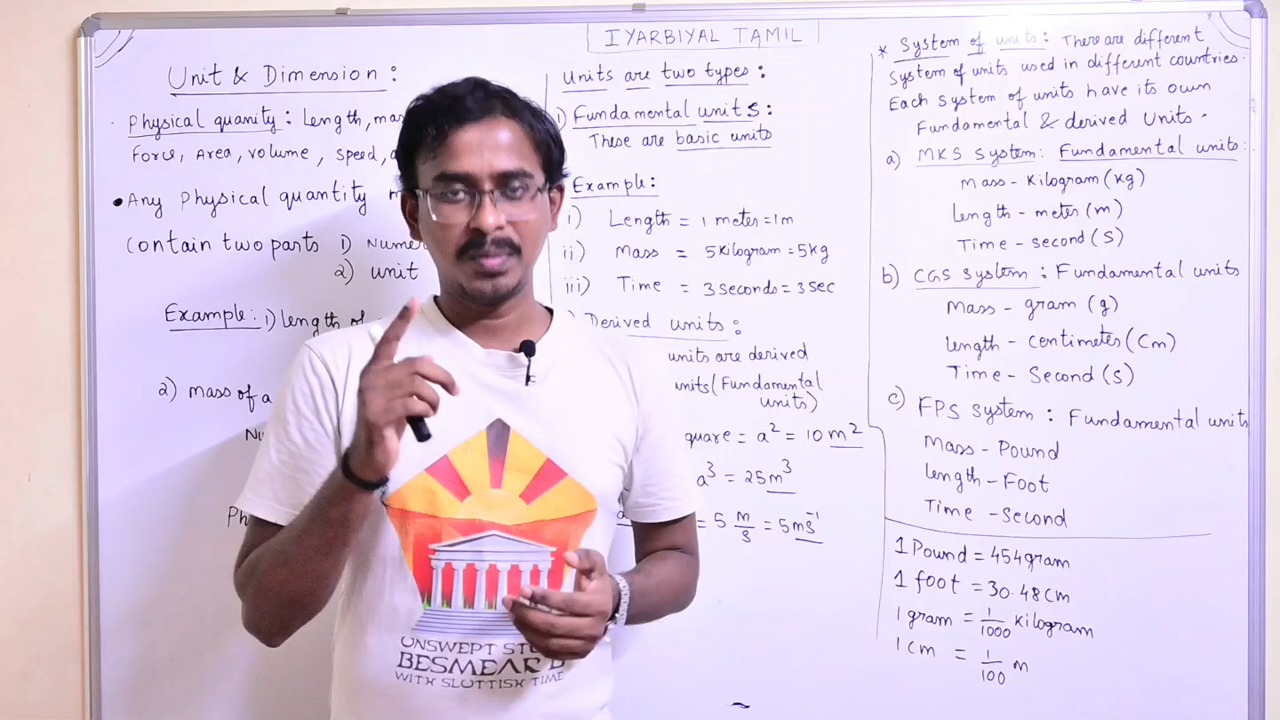 IYARBIYAL TAMIL
Unit & Dimension :
Physical quanity : Length, mas
force, Area, volume, speed, a
• Any Physical quantity m
Contain two parts 1) Numer
2) unit
Example: 1) length of
2) mass of a
Nu
Ph
Units are two types :
1) Fundamental units :
These are basic units
Example:
i) Length = 1 meter = 1m
ii) Mass = 5 kilogram = 5kg
iii) Time = 3 seconds = 3 sec
) Derived units :
units are derived
units (Fundamental
units)
quare = a² = 10 m²
a³ = 25m³
= 5 m/s = 5 ms⁻¹
* System of units : There are different
System of units used in different countries.
Each system of units have its own
Fundamental & derived Units .
a) MKS System: Fundamental units:
Mass - Kilogram (kg)
Length - meter (m)
Time - second (s)
b) CGS system : Fundamental units
Mass - gram (g)
length - centimeter (Cm)
Time - Second (s)
c) FPS system : Fundamental units
Mass - Pound
length - Foot
Time - second
1 Pound = 454 gram
1 foot = 30.48 cm
1 gram = 1/1000 kilogram
1 cm = 1/100 m
UNSWEPT STU
BESMEAR D
WITH SLOTTISH TIME